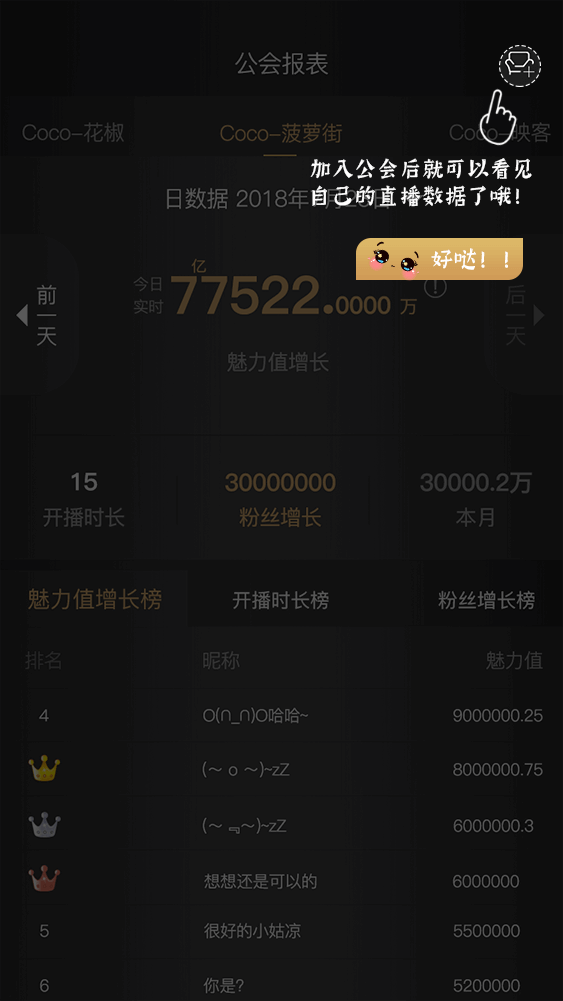 公会报表
Coco-花椒
Coco-菠萝街
Coco-映客
加入公会后就可以看见
自己的直播数据了哦！
日数据 2018年
好哒！！
亿
今日
实时
77522.0000 万
前一天
后一天
魅力值增长
15
30000000
30000.2万
开播时长
粉丝增长
本月
魅力值增长榜
开播时长榜
粉丝增长榜
排名
昵称
魅力值
4
O(∩_∩)O哈哈~
9000000.25
(～ o ～)~zZ
8000000.75
(～﹃～)~zZ
6000000.3
想想还是可以的
6000000
5
很好的小姑凉
5500000
6
你是?
5200000